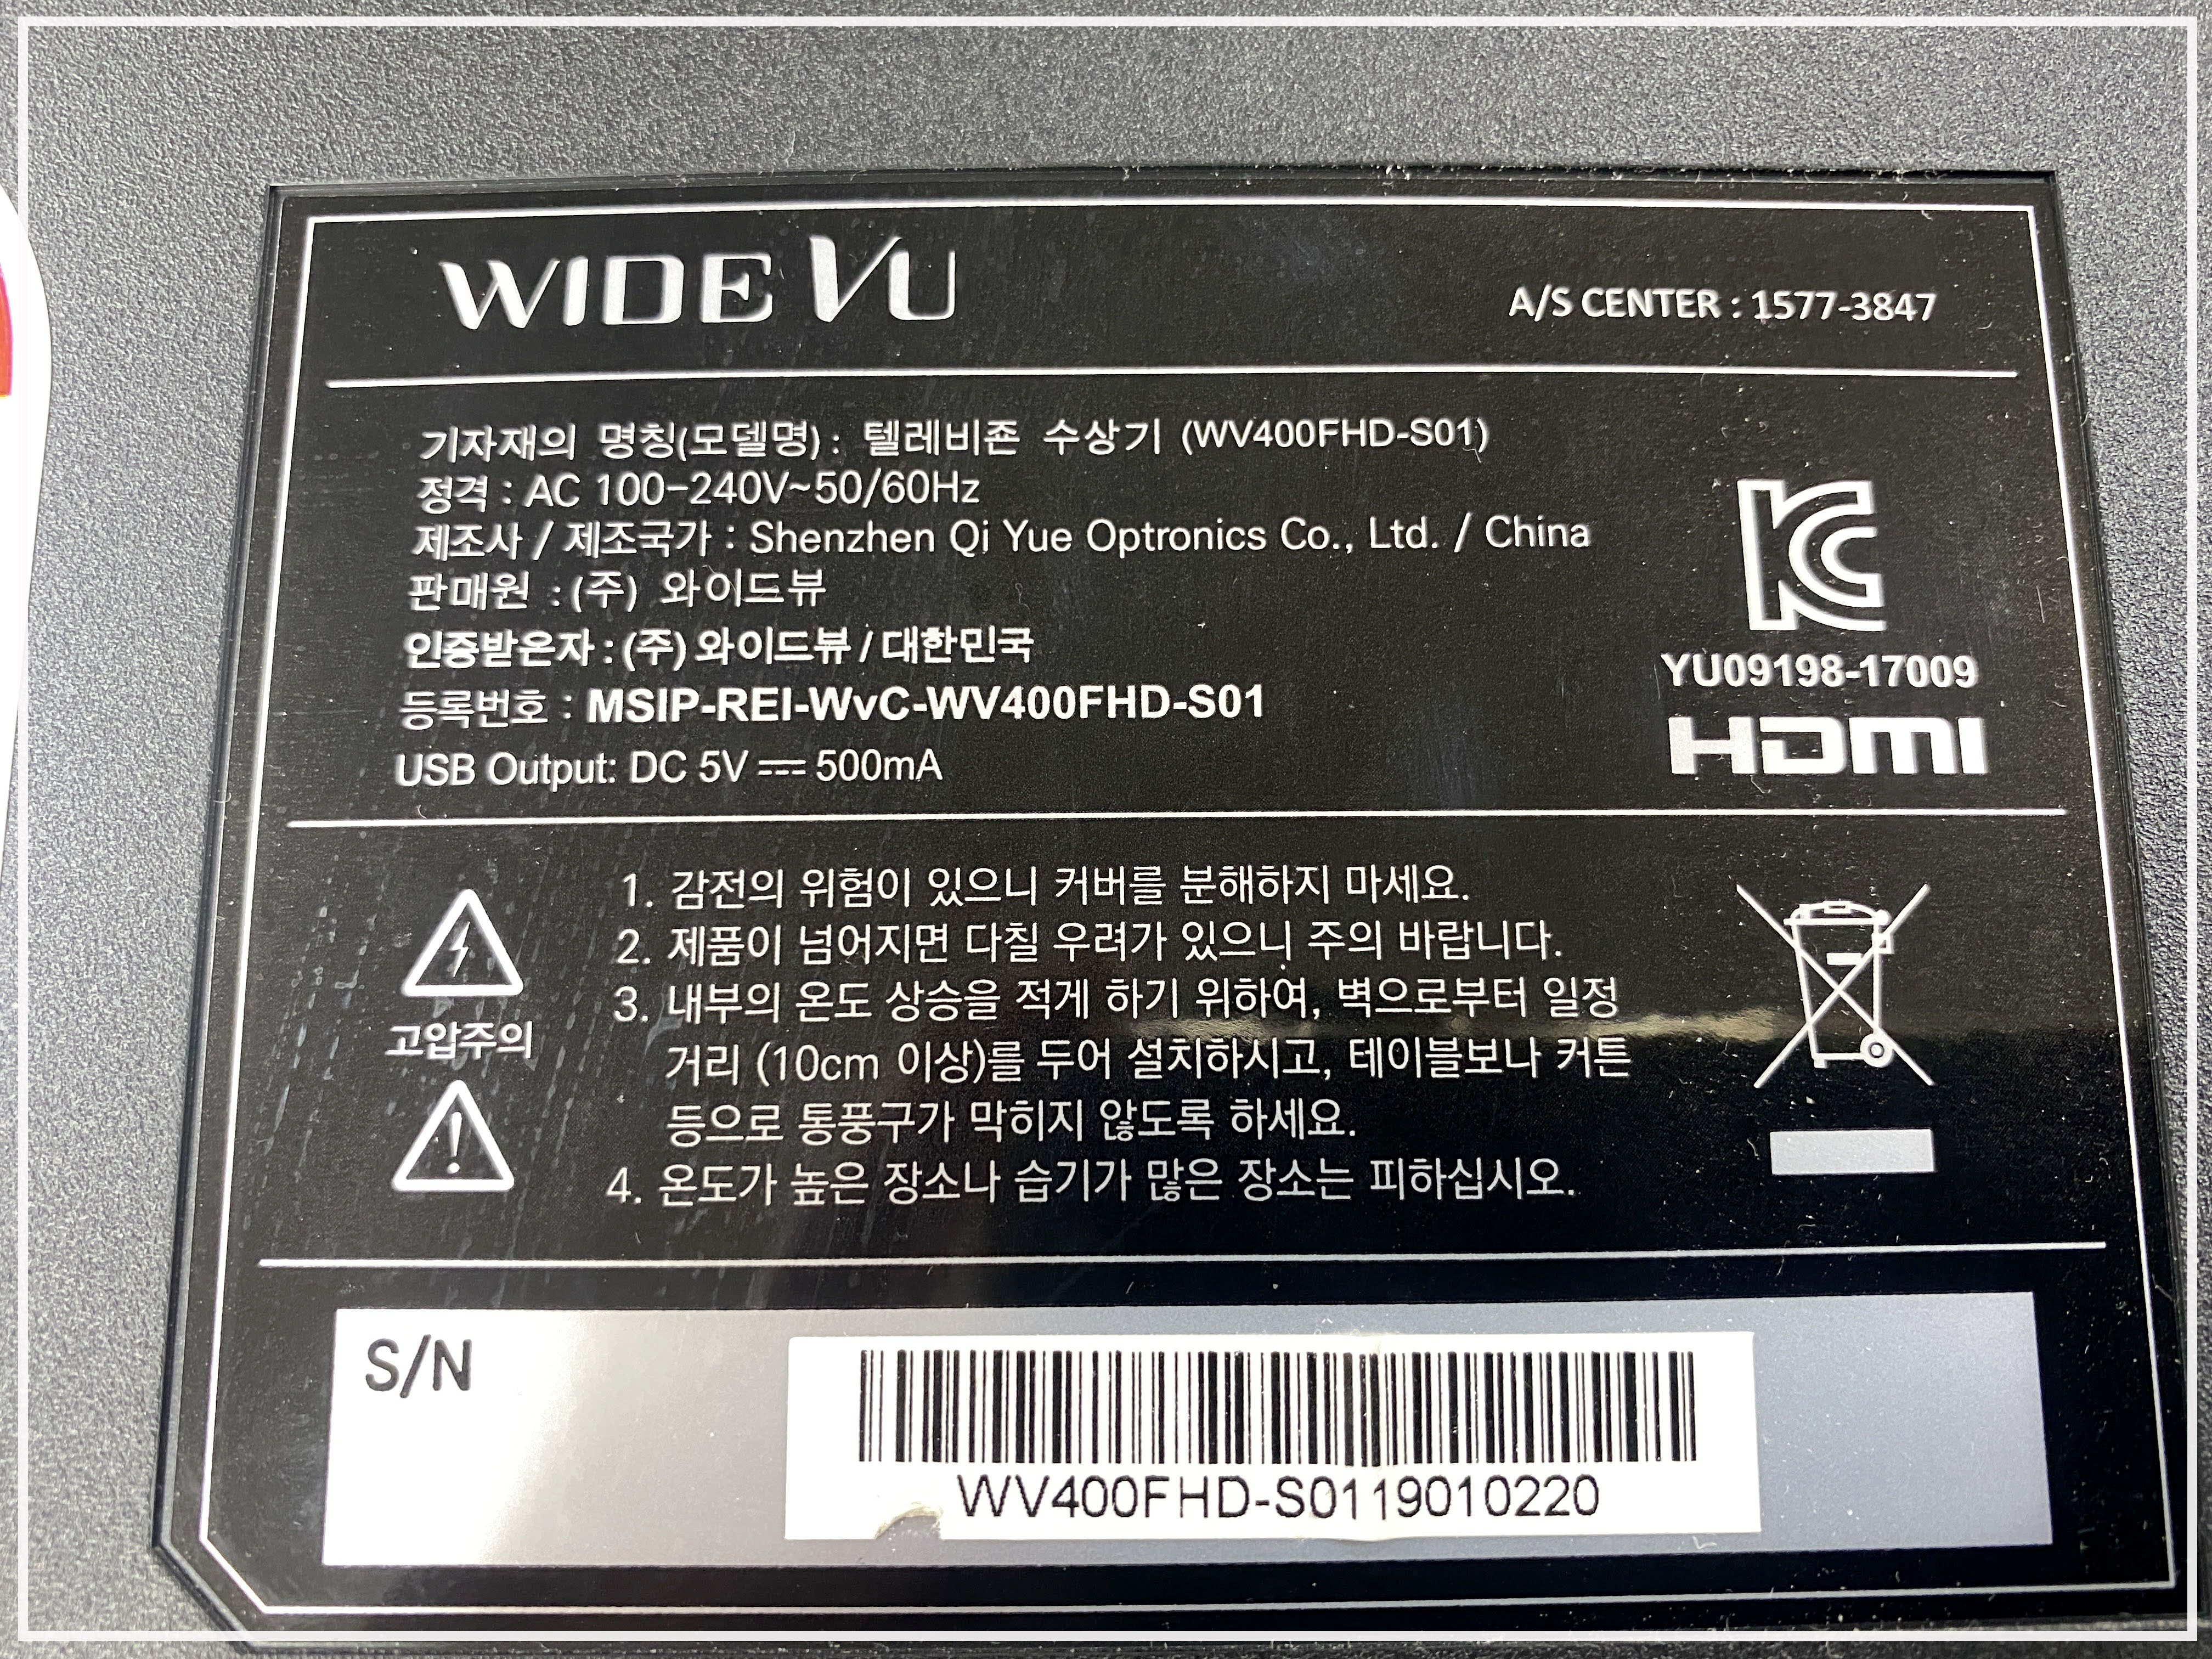 WIDE VU
A/S CENTER : 1577-3847
기자재의 명칭(모델명) : 텔레비죤 수상기 (WV400FHD-S01)
정격 : AC 100-240V~50/60Hz
제조사 / 제조국가 : Shenzhen Qi Yue Optronics Co., Ltd. / China
판매원 : (주) 와이드뷰
인증받은자 : (주) 와이드뷰 / 대한민국
등록번호 : MSIP-REI-WvC-WV400FHD-S01
USB Output: DC 5V ⎓ 500mA
YU09198-17009
HDMI
고압주의
1. 감전의 위험이 있으니 커버를 분해하지 마세요.
2. 제품이 넘어지면 다칠 우려가 있으니 주의 바랍니다.
3. 내부의 온도 상승을 적게 하기 위하여, 벽으로부터 일정
거리 (10cm 이상)를 두어 설치하시고, 테이블보나 커튼
등으로 통풍구가 막히지 않도록 하세요.
4. 온도가 높은 장소나 습기가 많은 장소는 피하십시오.
S/N
WV400FHD-S0119010220